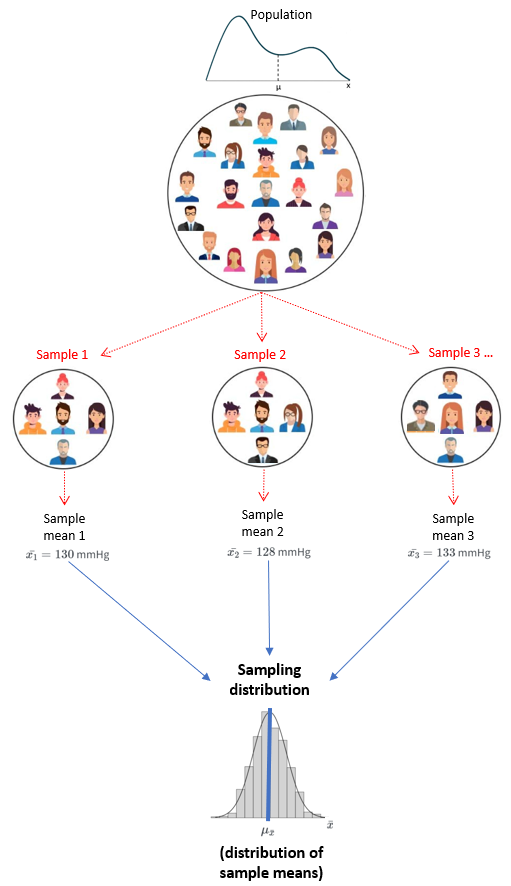 Population
μ
x
Sample 1
Sample 2
Sample 3 ...
Sample
mean 1
x̄₁ = 130 mmHg
Sample
mean 2
x̄₂ = 128 mmHg
Sample
mean 3
x̄₃ = 133 mmHg
Sampling
distribution
μₓ̄
x̄
(distribution of
sample means)